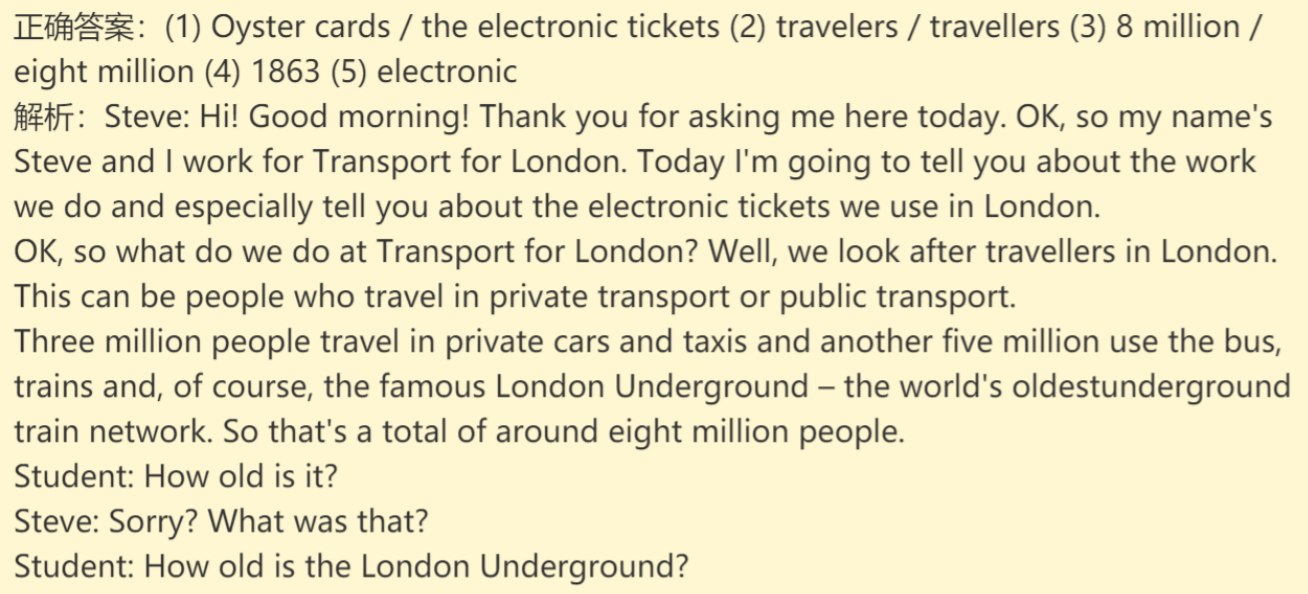 正确答案：(1) Oyster cards / the electronic tickets (2) travelers / travellers (3) 8 million /
eight million (4) 1863 (5) electronic
解析：Steve: Hi! Good morning! Thank you for asking me here today. OK, so my name's
Steve and I work for Transport for London. Today I'm going to tell you about the work
we do and especially tell you about the electronic tickets we use in London.
OK, so what do we do at Transport for London? Well, we look after travellers in London.
This can be people who travel in private transport or public transport.
Three million people travel in private cars and taxis and another five million use the bus,
trains and, of course, the famous London Underground – the world's oldestunderground
train network. So that's a total of around eight million people.
Student: How old is it?
Steve: Sorry? What was that?
Student: How old is the London Underground?